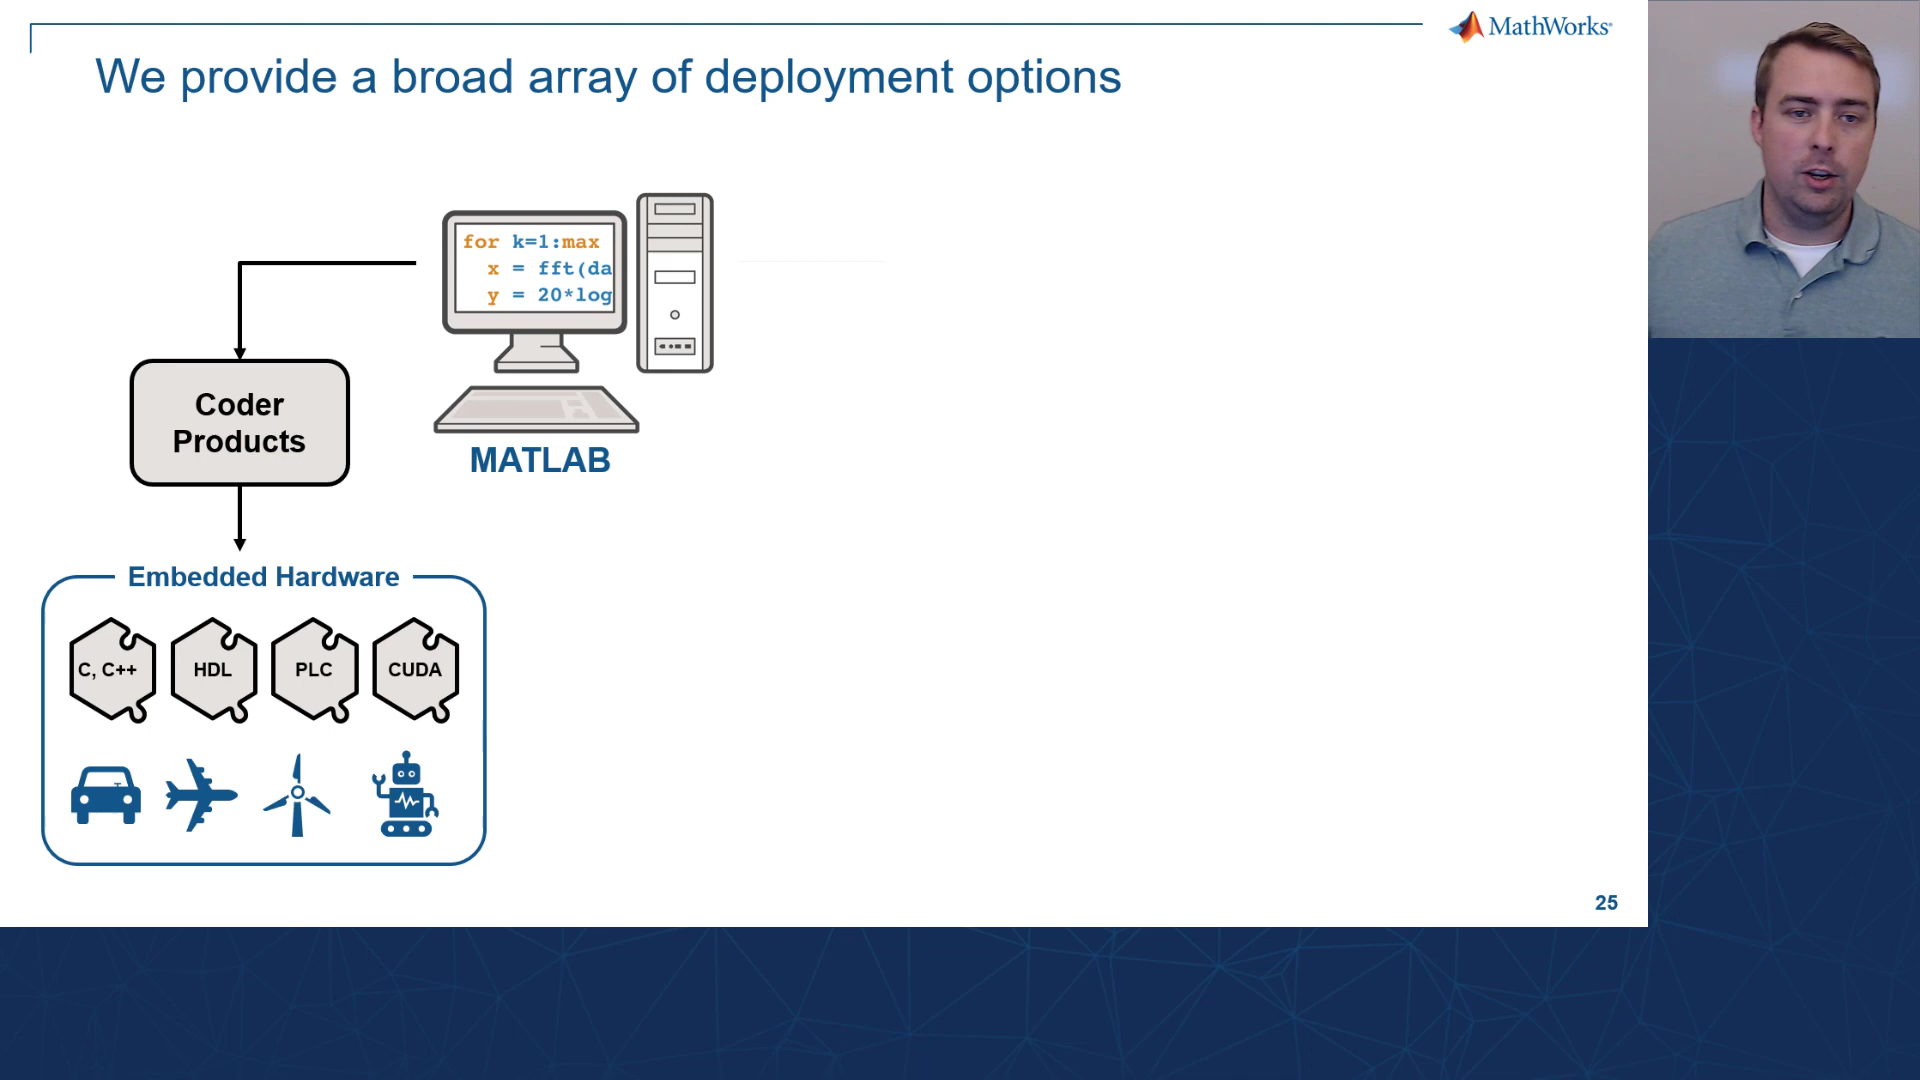 MathWorks®
We provide a broad array of deployment options
for k=1:max
x = fft(da
y = 20*log
MATLAB
Coder
Products
Embedded Hardware
C, C++
HDL
PLC
CUDA
25